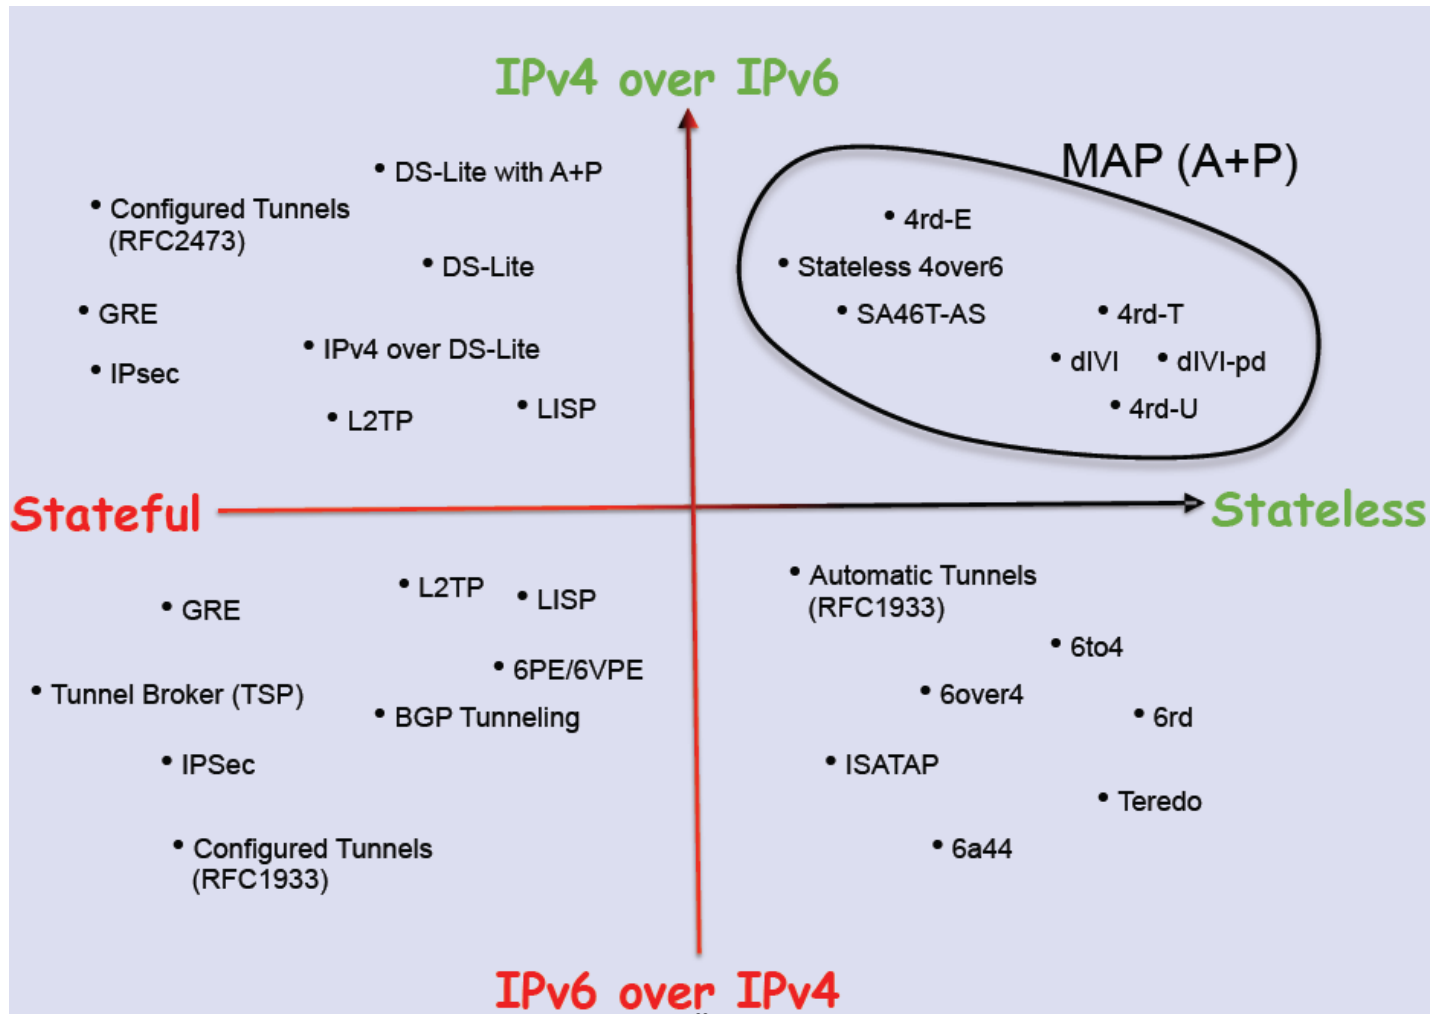 IPv4 over IPv6
MAP (A+P)
• DS-Lite with A+P
• Configured Tunnels
(RFC2473)
• DS-Lite
• GRE
• IPv4 over DS-Lite
• IPsec
• L2TP
• LISP
• 4rd-E
• Stateless 4over6
• SA46T-AS
• 4rd-T
• dIVI
• dIVI-pd
• 4rd-U
Stateful
Stateless
• L2TP
• LISP
• GRE
• 6PE/6VPE
• Tunnel Broker (TSP)
• BGP Tunneling
• IPSec
• Configured Tunnels
(RFC1933)
• Automatic Tunnels
(RFC1933)
• 6to4
• 6over4
• 6rd
• ISATAP
• Teredo
• 6a44
IPv6 over IPv4